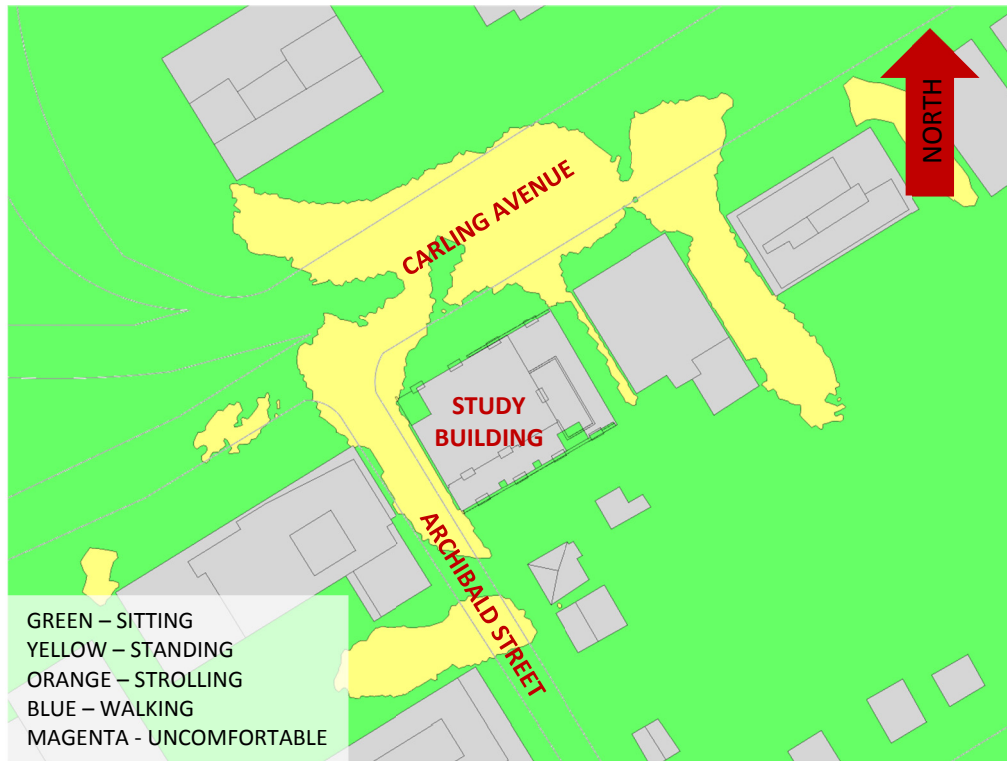 NORTH
CARLING AVENUE
STUDY
BUILDING
ARCHIBALD STREET
GREEN – SITTING
YELLOW – STANDING
ORANGE – STROLLING
BLUE – WALKING
MAGENTA - UNCOMFORTABLE